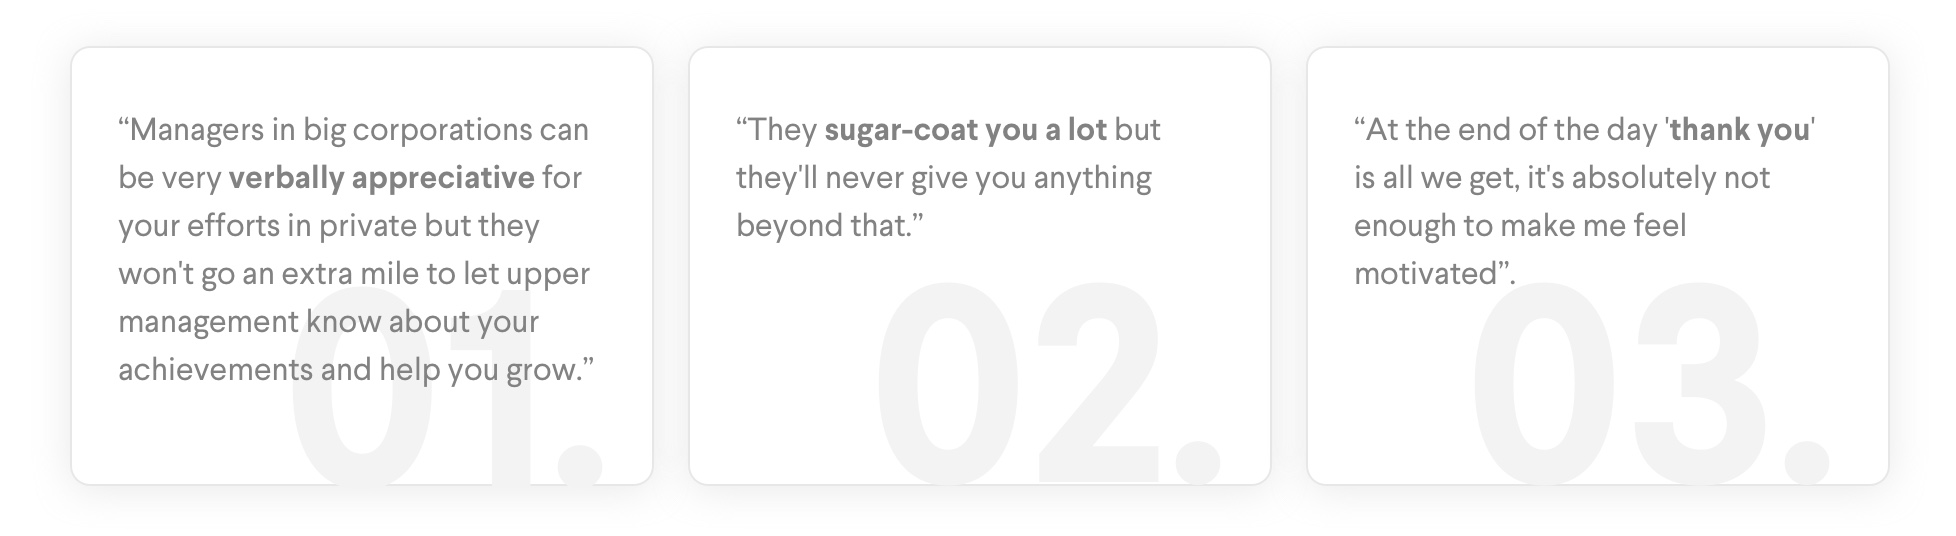 “Managers in big corporations can
be very verbally appreciative for
your efforts in private but they
won't go an extra mile to let upper
management know about your
achievements and help you grow.”
01.
“They sugar-coat you a lot but
they'll never give you anything
beyond that.”
02.
“At the end of the day 'thank you'
is all we get, it's absolutely not
enough to make me feel
motivated”.
03.